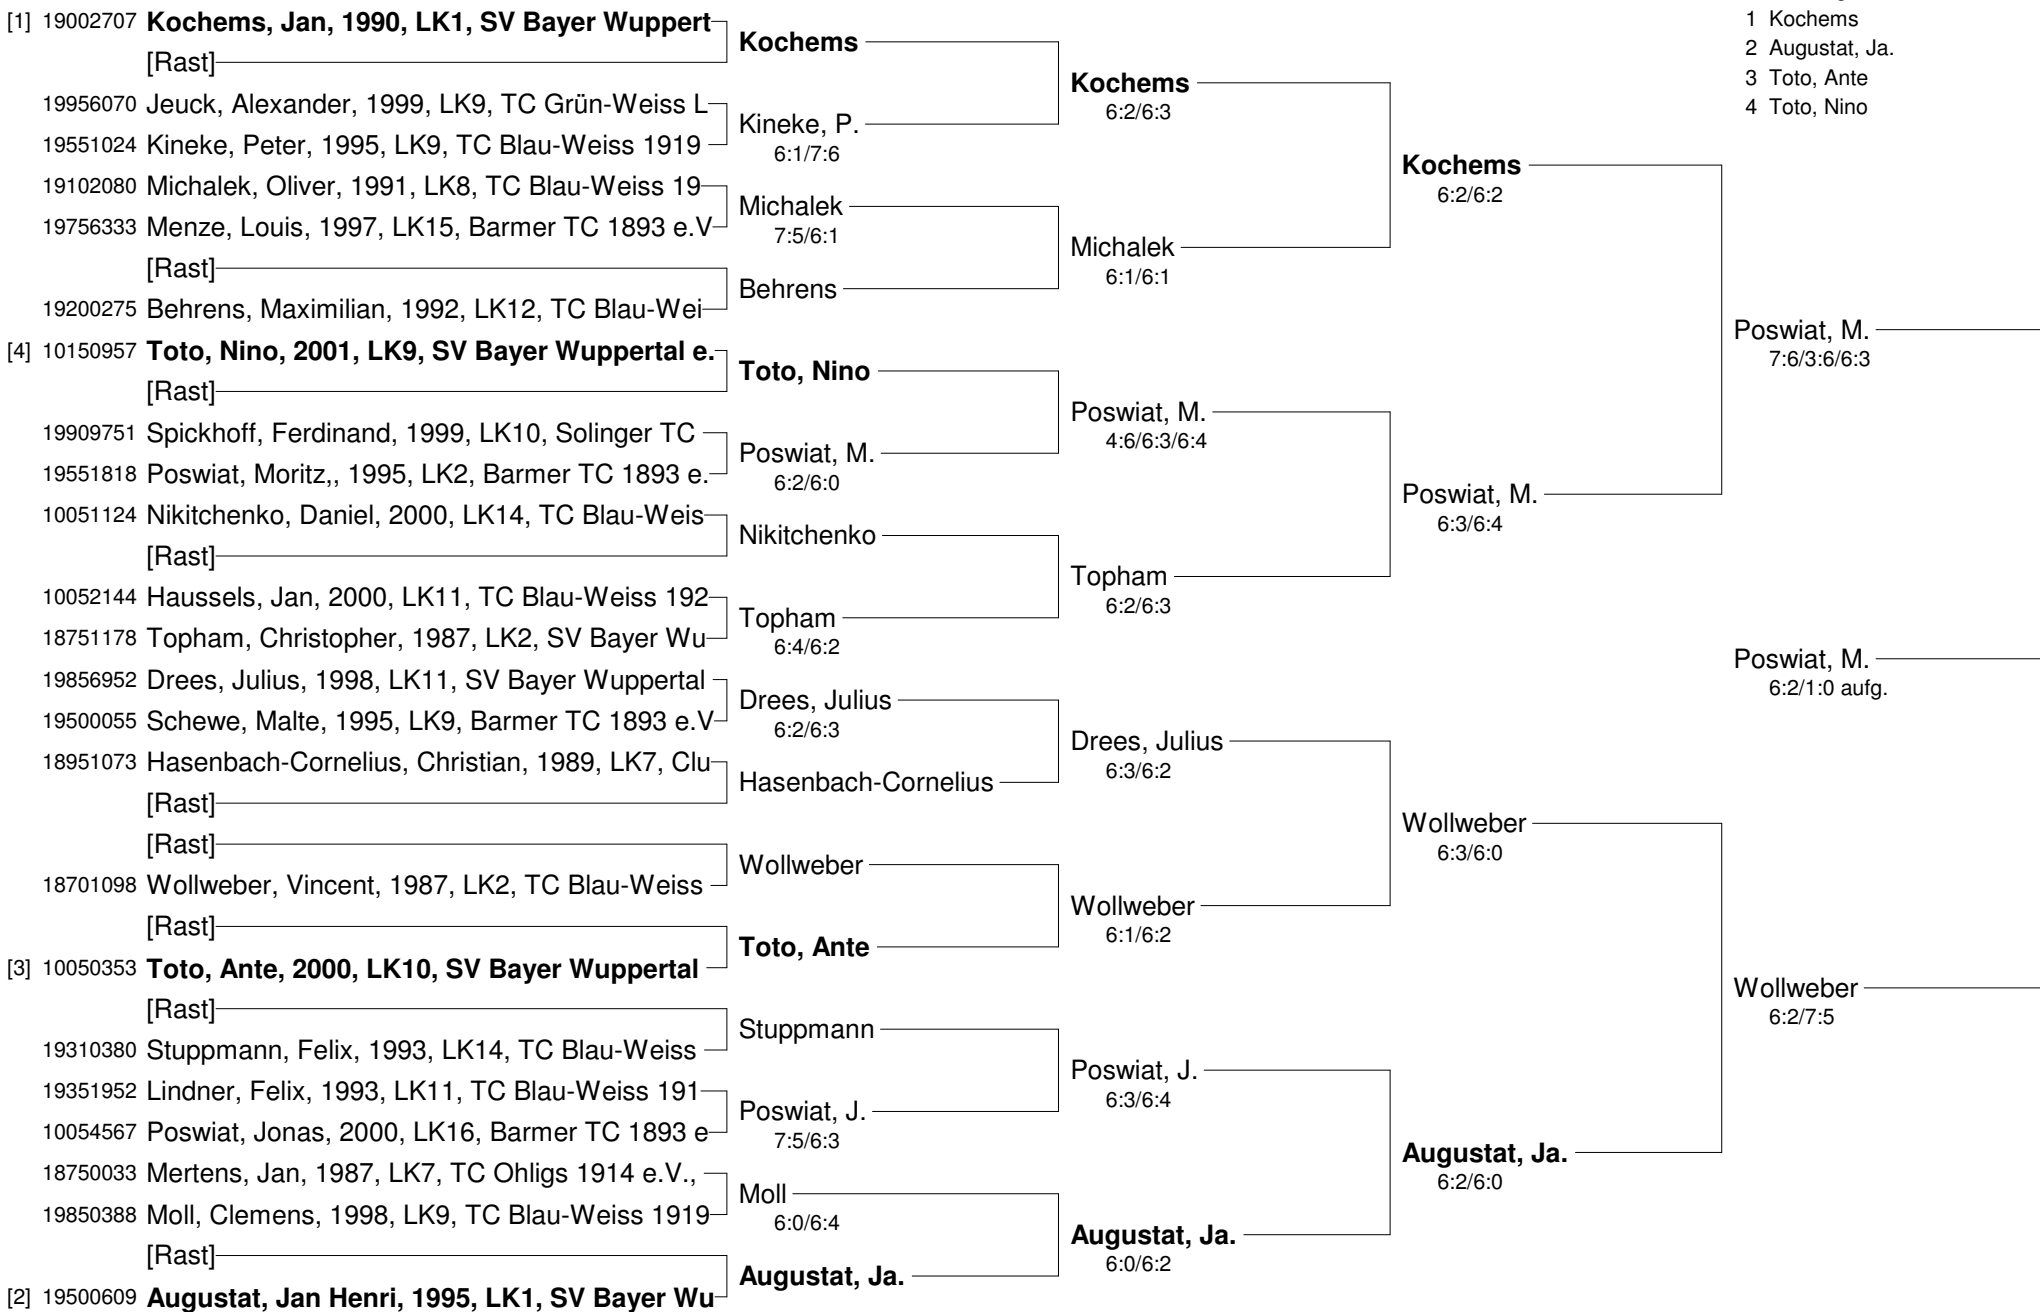 [1] 19002707 Kochems, Jan, 1990, LK1, SV Bayer Wuppert
[Rast]
19956070 Jeuck, Alexander, 1999, LK9, TC Grün-Weiss L
19551024 Kineke, Peter, 1995, LK9, TC Blau-Weiss 1919
19102080 Michalek, Oliver, 1991, LK8, TC Blau-Weiss 19
19756333 Menze, Louis, 1997, LK15, Barmer TC 1893 e.V
[Rast]
19200275 Behrens, Maximilian, 1992, LK12, TC Blau-Wei
[4] 10150957 Toto, Nino, 2001, LK9, SV Bayer Wuppertal e.
[Rast]
19909751 Spickhoff, Ferdinand, 1999, LK10, Solinger TC
19551818 Poswiat, Moritz,, 1995, LK2, Barmer TC 1893 e.
10051124 Nikitchenko, Daniel, 2000, LK14, TC Blau-Weis
[Rast]
10052144 Haussels, Jan, 2000, LK11, TC Blau-Weiss 192
18751178 Topham, Christopher, 1987, LK2, SV Bayer Wu
19856952 Drees, Julius, 1998, LK11, SV Bayer Wuppertal
19500055 Schewe, Malte, 1995, LK9, Barmer TC 1893 e.V
18951073 Hasenbach-Cornelius, Christian, 1989, LK7, Clu
[Rast]
[Rast]
18701098 Wollweber, Vincent, 1987, LK2, TC Blau-Weiss
[Rast]
[3] 10050353 Toto, Ante, 2000, LK10, SV Bayer Wuppertal
[Rast]
19310380 Stuppmann, Felix, 1993, LK14, TC Blau-Weiss
19351952 Lindner, Felix, 1993, LK11, TC Blau-Weiss 191
10054567 Poswiat, Jonas, 2000, LK16, Barmer TC 1893 e
18750033 Mertens, Jan, 1987, LK7, TC Ohligs 1914 e.V.,
19850388 Moll, Clemens, 1998, LK9, TC Blau-Weiss 1919
[Rast]
[2] 19500609 Augustat, Jan Henri, 1995, LK1, SV Bayer Wu
Kochems
Kineke, P.
6:1/7:6
Michalek
7:5/6:1
Behrens
Toto, Nino
Poswiat, M.
6:2/6:0
Nikitchenko
Topham
6:4/6:2
Drees, Julius
6:2/6:3
Hasenbach-Cornelius
Wollweber
Toto, Ante
Stuppmann
Poswiat, J.
7:5/6:3
Moll
6:0/6:4
Augustat, Ja.
Kochems
6:2/6:3
Michalek
6:1/6:1
Poswiat, M.
4:6/6:3/6:4
Topham
6:2/6:3
Drees, Julius
6:3/6:2
Wollweber
6:1/6:2
Poswiat, J.
6:3/6:4
Augustat, Ja.
6:0/6:2
Kochems
6:2/6:2
Poswiat, M.
6:3/6:4
Wollweber
6:3/6:0
Augustat, Ja.
6:2/6:0
1 Kochems
2 Augustat, Ja.
3 Toto, Ante
4 Toto, Nino
Poswiat, M.
7:6/3:6/6:3
Poswiat, M.
6:2/1:0 aufg.
Wollweber
6:2/7:5